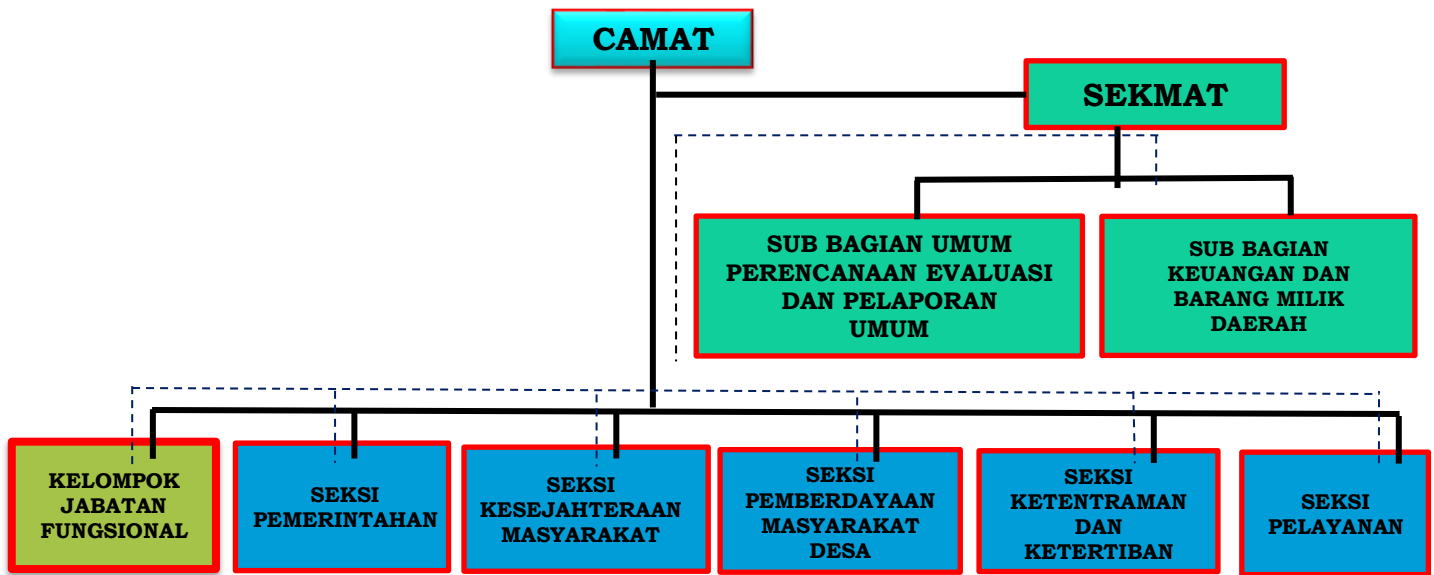 CAMAT
SEKMAT
SUB BAGIAN UMUM
PERENCANAAN EVALUASI
DAN PELAPORAN
UMUM
SUB BAGIAN
KEUANGAN DAN
BARANG MILIK
DAERAH
KELOMPOK
JABATAN
FUNGSIONAL
SEKSI
PEMERINTAHAN
SEKSI
KESEJAHTERAAN
MASYARAKAT
SEKSI
PEMBERDAYAAN
MASYARAKAT
DESA
SEKSI
KETENTRAMAN
DAN
KETERTIBAN
SEKSI
PELAYANAN